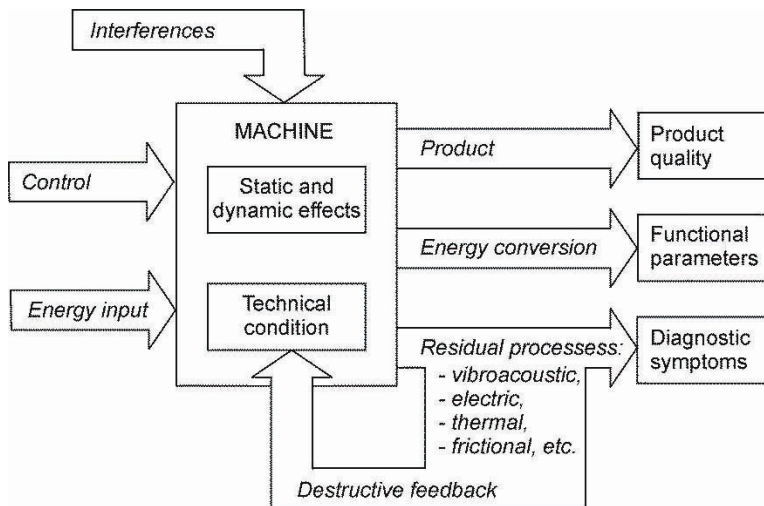 Interferences
MACHINE
Control
Static and
dynamic effects
Energy input
Technical
condition
Product
Product
quality
Energy conversion
Functional
parameters
Residual processess:
- vibroacoustic,
- electric,
- thermal,
- frictional, etc.
Diagnostic
symptoms
Destructive feedback